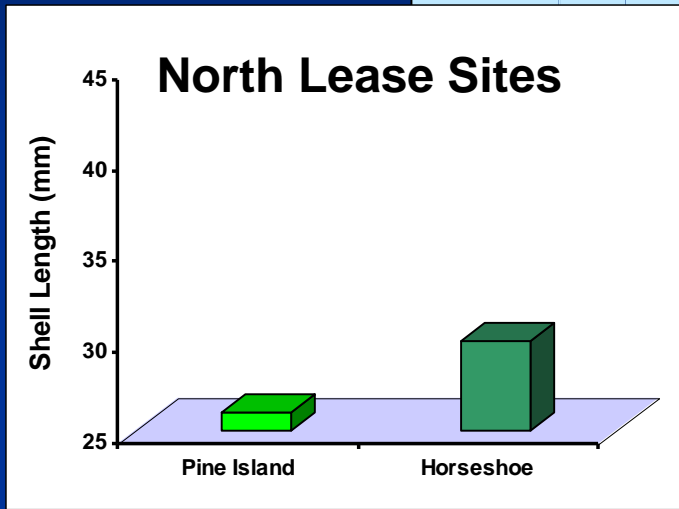 North Lease Sites
45
40
35
30
25
Shell Length (mm)
Pine Island
Horseshoe